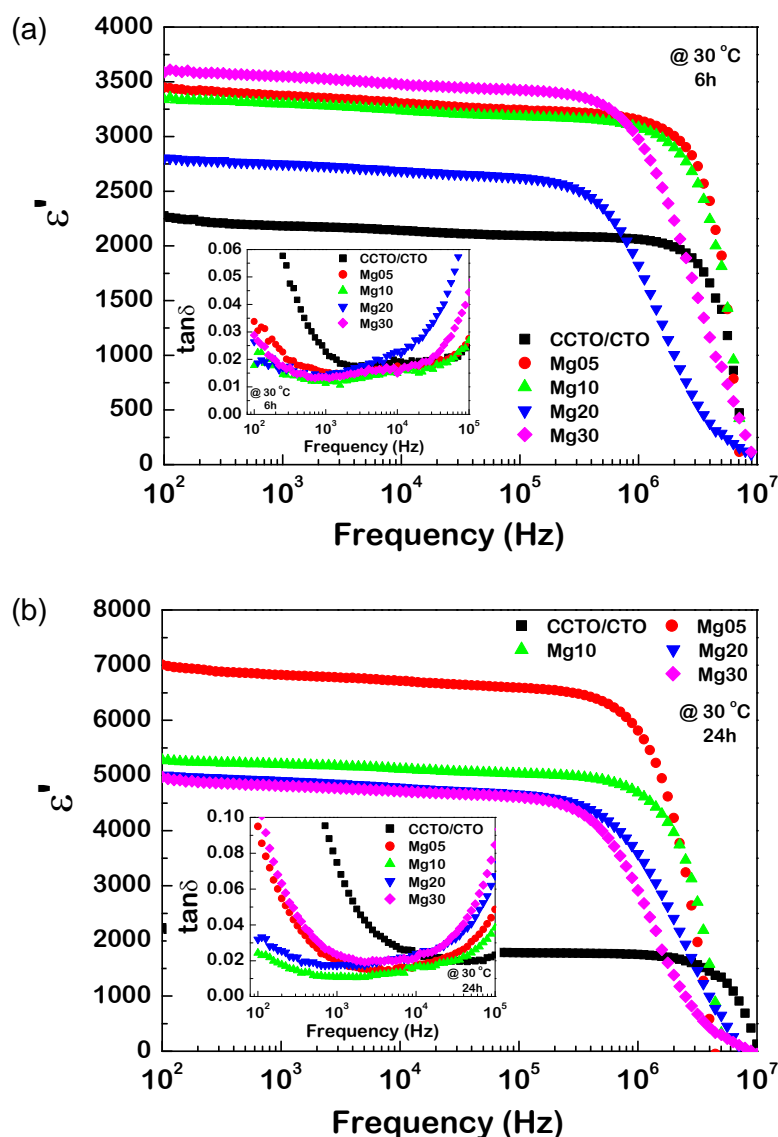 (a)
4000
3500
3000
2500
2000
1500
1000
500
0
ε'
@ 30 °C
6h
CCTO/CTO
Mg05
Mg10
Mg20
Mg30
10² 10³ 10⁴ 10⁵ 10⁶ 10⁷
Frequency (Hz)
0.06
0.05
0.04
0.03
0.02
0.01
0.00
tanδ
CCTO/CTO
Mg05
Mg10
Mg20
Mg30
@ 30 °C
6h
10² 10³ 10⁴ 10⁵
Frequency (Hz)
(b)
8000
7000
6000
5000
4000
3000
2000
1000
0
ε'
CCTO/CTO Mg05
Mg10 Mg20
Mg30
@ 30 °C
24h
10² 10³ 10⁴ 10⁵ 10⁶ 10⁷
Frequency (Hz)
0.10
0.08
0.06
0.04
0.02
0.00
tanδ
CCTO/CTO
Mg05
Mg10
Mg20
Mg30
@ 30 °C
24h
10² 10³ 10⁴ 10⁵
Frequency (Hz)